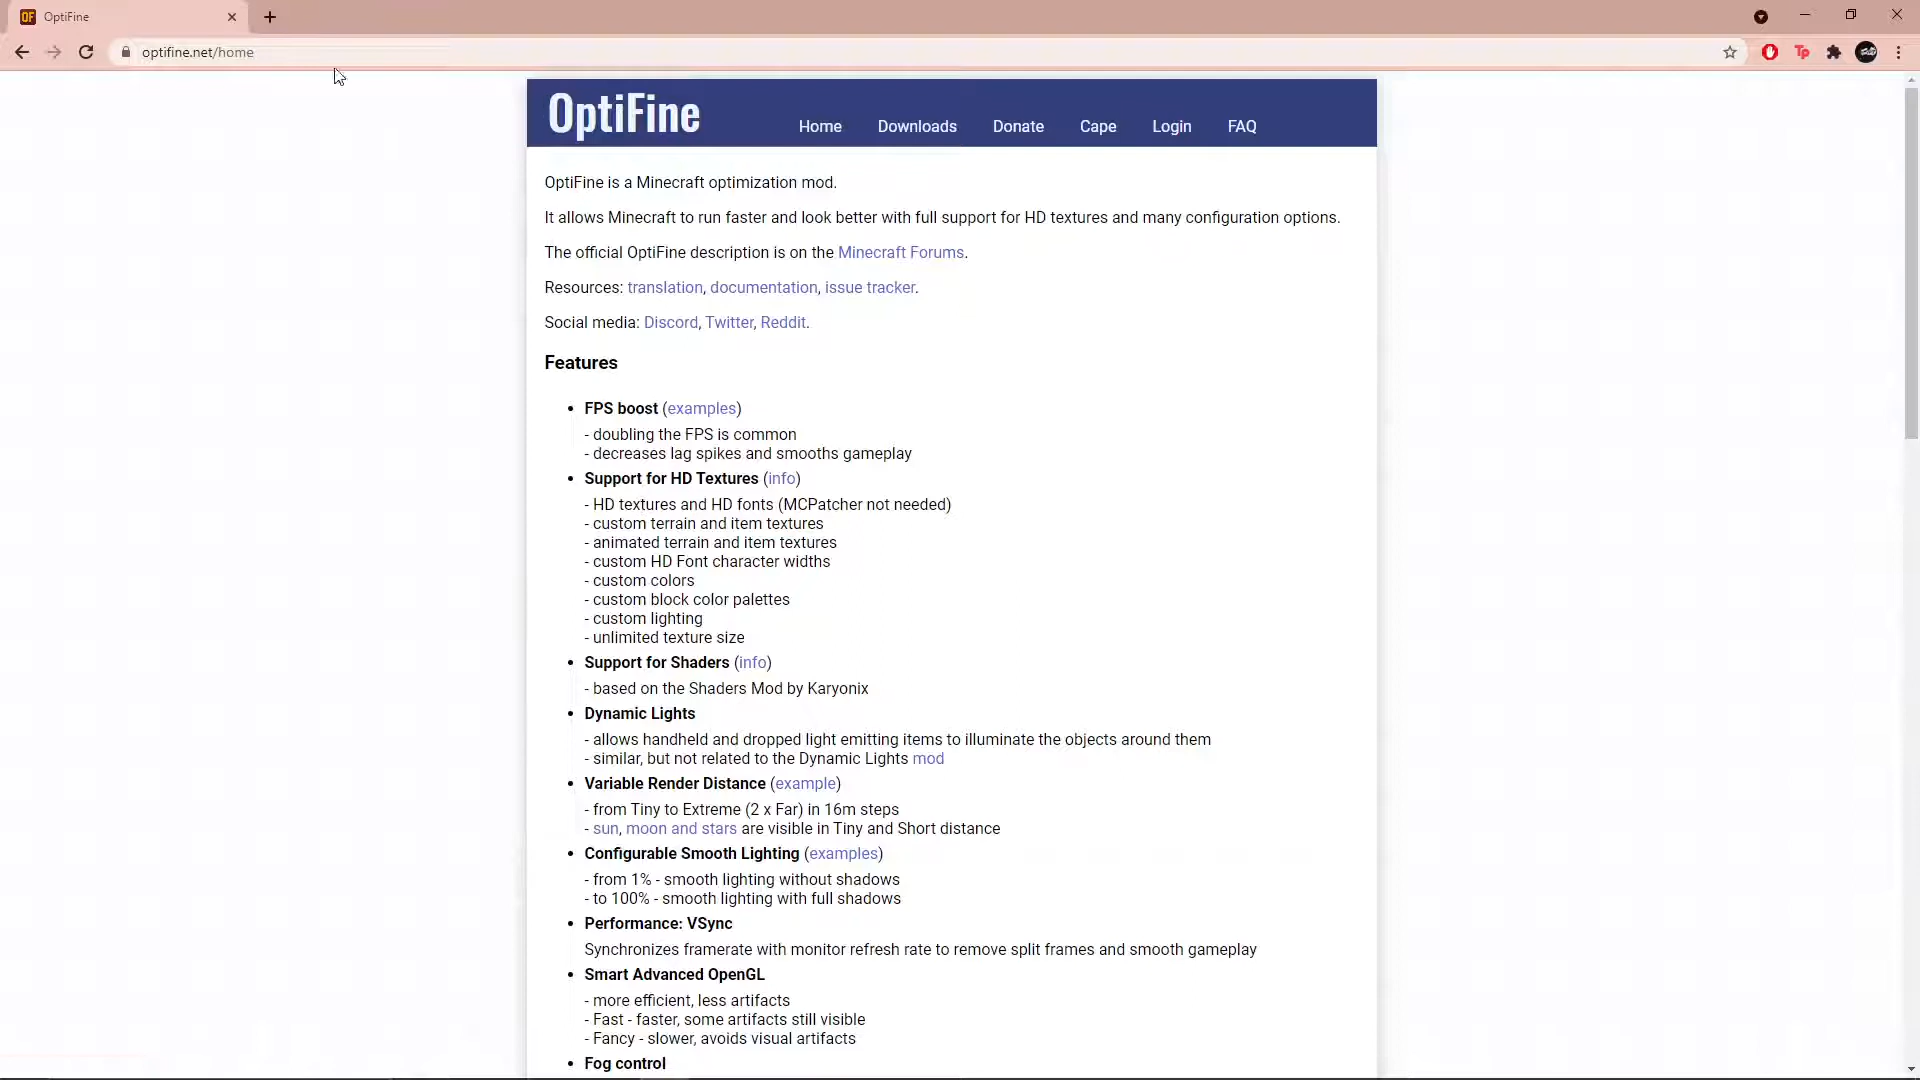 OptiFine
optifine.net/home
OptiFine
Home Downloads Donate Cape Login FAQ
OptiFine is a Minecraft optimization mod.
It allows Minecraft to run faster and look better with full support for HD textures and many configuration options.
The official OptiFine description is on the Minecraft Forums.
Resources: translation, documentation, issue tracker.
Social media: Discord, Twitter, Reddit.
Features
• FPS boost (examples)
- doubling the FPS is common
- decreases lag spikes and smooths gameplay
• Support for HD Textures (info)
- HD textures and HD fonts (MCPatcher not needed)
- custom terrain and item textures
- animated terrain and item textures
- custom HD Font character widths
- custom colors
- custom block color palettes
- custom lighting
- unlimited texture size
• Support for Shaders (info)
- based on the Shaders Mod by Karyonix
• Dynamic Lights
- allows handheld and dropped light emitting items to illuminate the objects around them
- similar, but not related to the Dynamic Lights mod
• Variable Render Distance (example)
- from Tiny to Extreme (2 x Far) in 16m steps
- sun, moon and stars are visible in Tiny and Short distance
• Configurable Smooth Lighting (examples)
- from 1% - smooth lighting without shadows
- to 100% - smooth lighting with full shadows
• Performance: VSync
Synchronizes framerate with monitor refresh rate to remove split frames and smooth gameplay
• Smart Advanced OpenGL
- more efficient, less artifacts
- Fast - faster, some artifacts still visible
- Fancy - slower, avoids visual artifacts
• Fog control